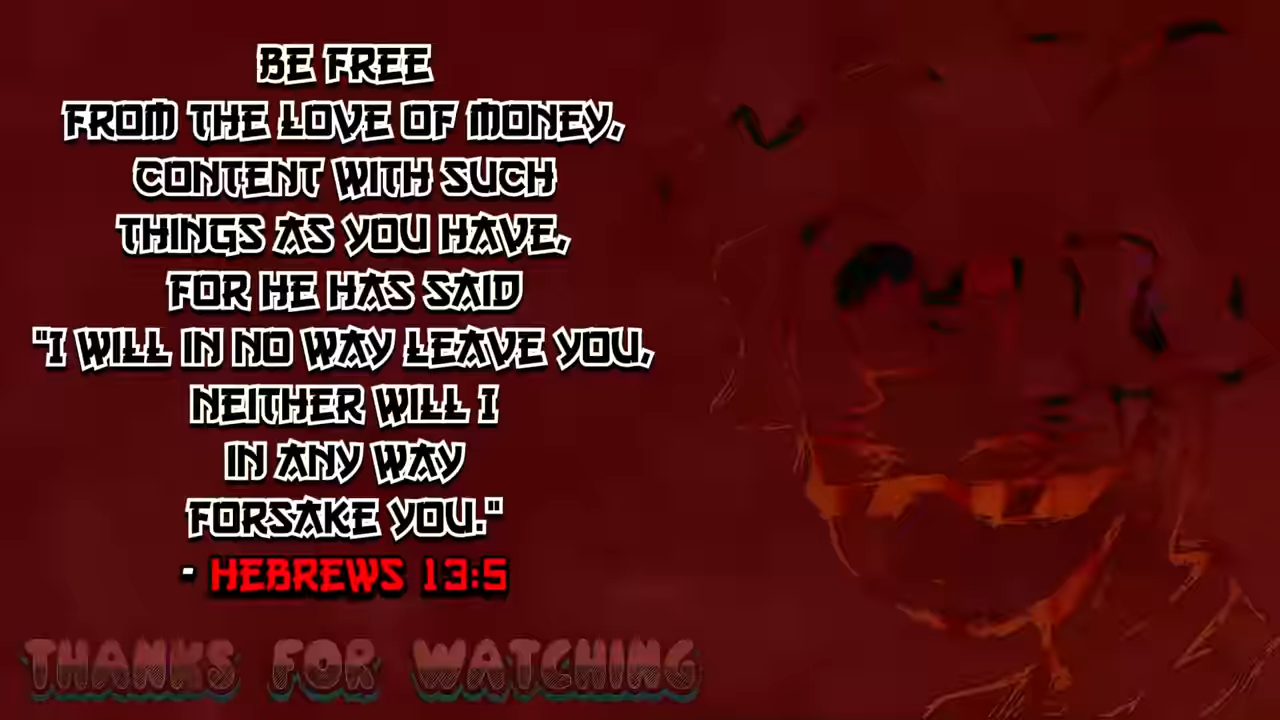 BE FREE
FROM THE LOVE OF MONEY,
CONTENT WITH SUCH
THINGS AS YOU HAVE,
FOR HE HAS SAID
"I WILL IN NO WAY LEAVE YOU,
NEITHER WILL I
IN ANY WAY
FORSAKE YOU."
- HEBREWS 13:5
THANKS FOR WATCHING